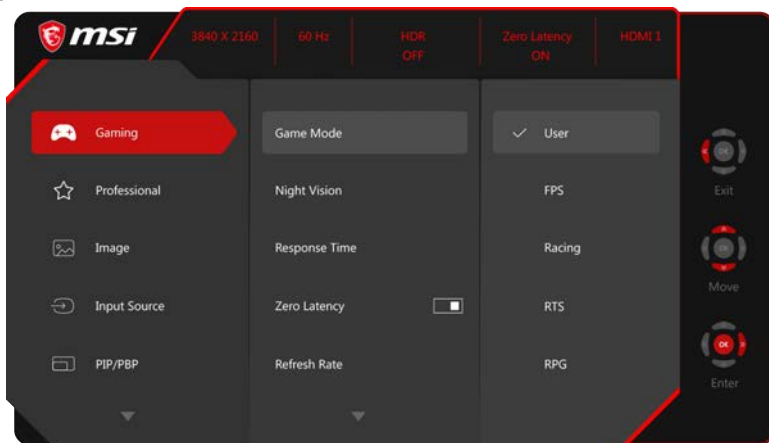 msi
3840 X 2160
60 Hz
HDR
OFF
Zero Latency
ON
HDMI 1
Gaming
Professional
Image
Input Source
PIP/PBP
Game Mode
Night Vision
Response Time
Zero Latency
Refresh Rate
User
FPS
Racing
RTS
RPG
OK
Exit
OK
Move
OK
Enter